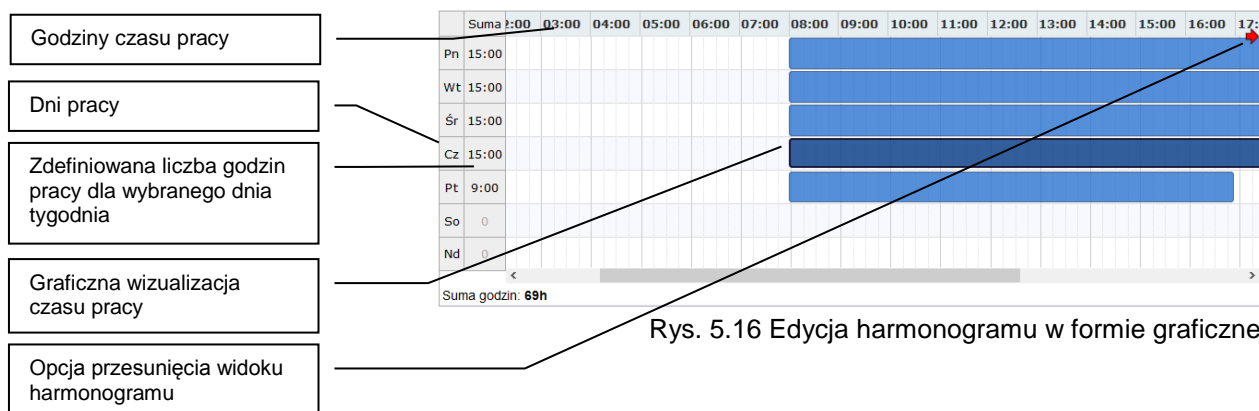 Godziny czasu pracy
Dni pracy
Zdefiniowana liczba godzin
pracy dla wybranego dnia
tygodnia
Graficzna wizualizacja
czasu pracy
Opcja przesunięcia widoku
harmonogramu
Suma 2:00 03:00 04:00 05:00 06:00 07:00 08:00 09:00 10:00 11:00 12:00 13:00 14:00 15:00 16:00 17:
Pn 15:00
Wt 15:00
Śr 15:00
Cz 15:00
Pt 9:00
So 0
Nd 0
Suma godzin: 69h
Rys. 5.16 Edycja harmonogramu w formie graficzne